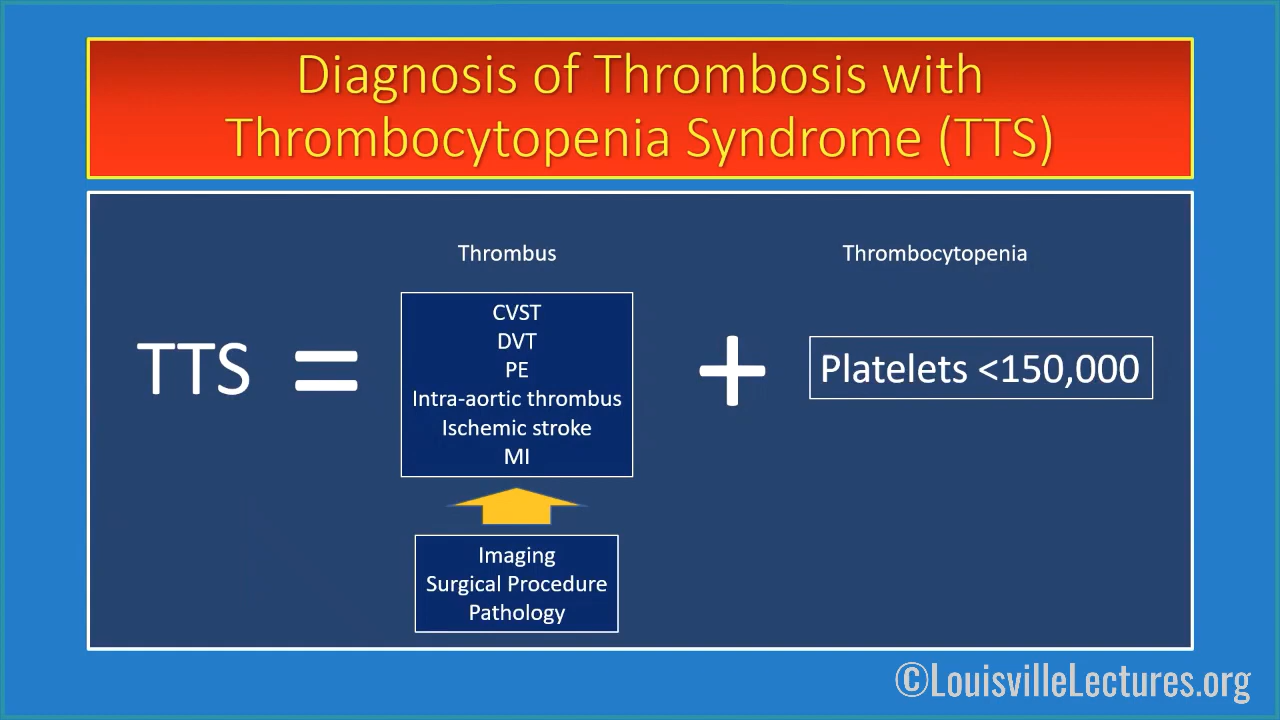 Diagnosis of Thrombosis with
Thrombocytopenia Syndrome (TTS)
Thrombus
Thrombocytopenia
TTS =
CVST
DVT
PE
Intra-aortic thrombus
Ischemic stroke
MI
+
Platelets <150,000
Imaging
Surgical Procedure
Pathology
©LouisvilleLectures.org